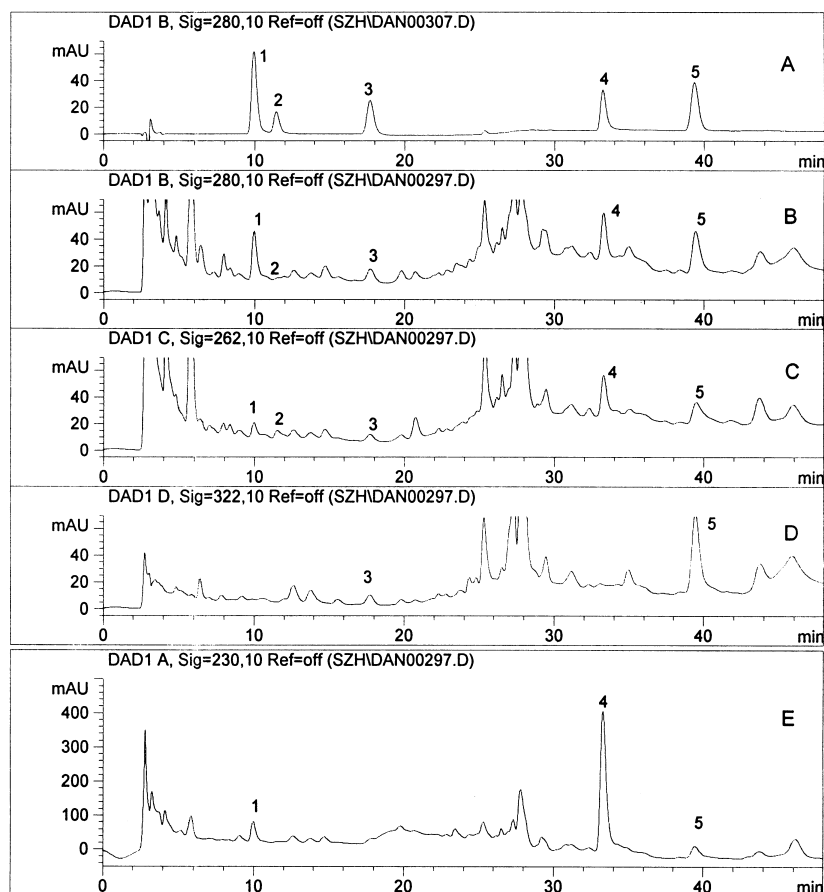 DAD1 B, Sig=280,10 Ref=off (SZH\DAN00307.D)
mAU
1
2
3
4
5
A
40
20
0
0 10 20 30 40 min
DAD1 B, Sig=280,10 Ref=off (SZH\DAN00297.D)
mAU
1
2
3
4
5
B
40
20
0
0 10 20 30 40 min
DAD1 C, Sig=262,10 Ref=off (SZH\DAN00297.D)
mAU
1
2
3
4
5
C
40
20
0
0 10 20 30 40 min
DAD1 D, Sig=322,10 Ref=off (SZH\DAN00297.D)
mAU
3
5
D
40
20
0
0 10 20 30 40 min
DAD1 A, Sig=230,10 Ref=off (SZH\DAN00297.D)
mAU
1
4
5
E
400
300
200
100
0
0 10 20 30 40 min